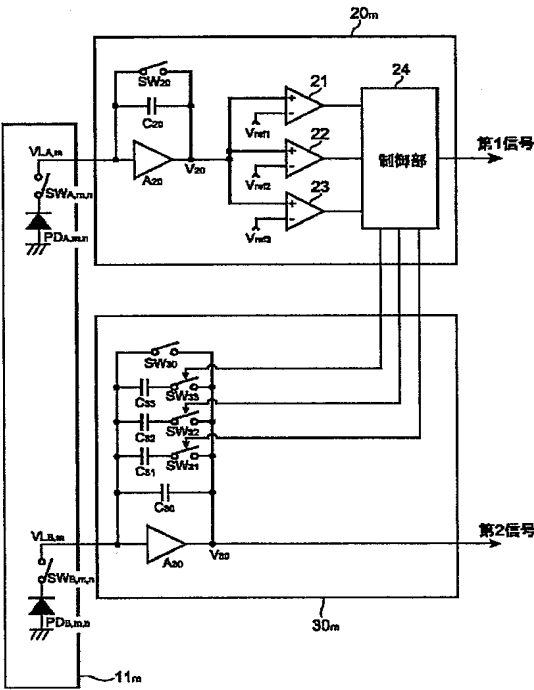 20m
SW20
C20
21
24
Vref1
22
Vref2
23
Vref3
制御部
第1信号
VLA,m
A20
V20
SWA,m,n
PDA,m,n
SW30
SW33
C33
SW32
C32
SW31
C31
C30
VLB,m
A30
V30
第2信号
SWB,m,n
PDB,m,n
30m
11m